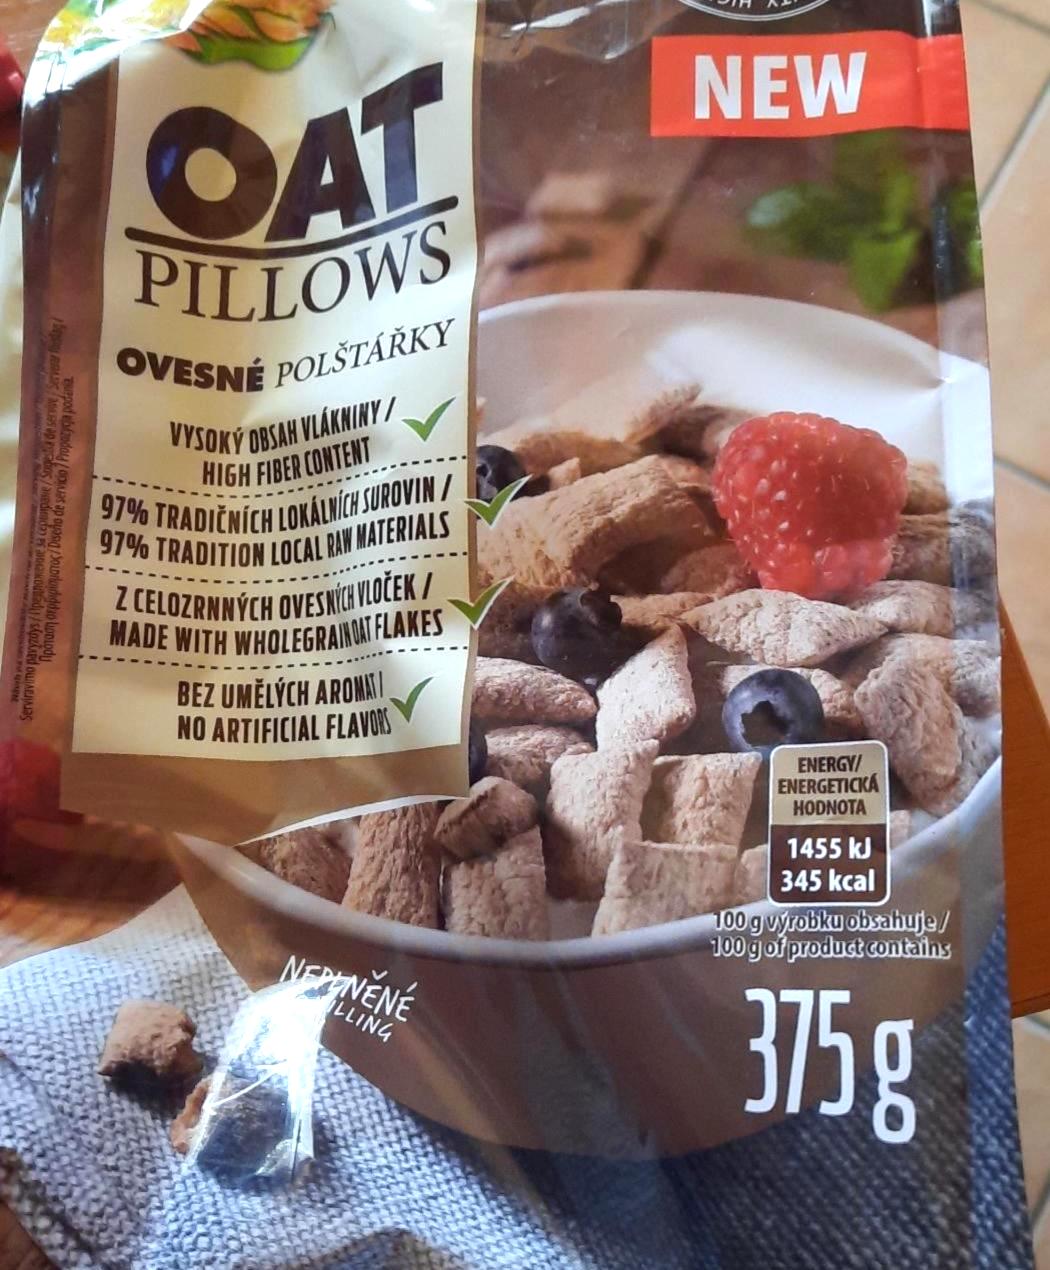 NEW
OAT
PILLOWS
OVESNÉ POLŠTÁŘKY
VYSOKÝ OBSAH VLÁKNINY /
HIGH FIBER CONTENT
97% TRADIČNÍCH LOKÁLNÍCH SUROVIN /
97% TRADITION LOCAL RAW MATERIALS
Z CELOZRNNÝCH OVESNÝCH VLOČEK /
MADE WITH WHOLEGRAIN OAT FLAKES
BEZ UMĚLÝCH AROMAT /
NO ARTIFICIAL FLAVORS
ENERGY/
ENERGETICKÁ
HODNOTA
1455 kJ
345 kcal
100 g výrobku obsahuje /
100 g of product contains
NEPLNĚNÉ
375 g